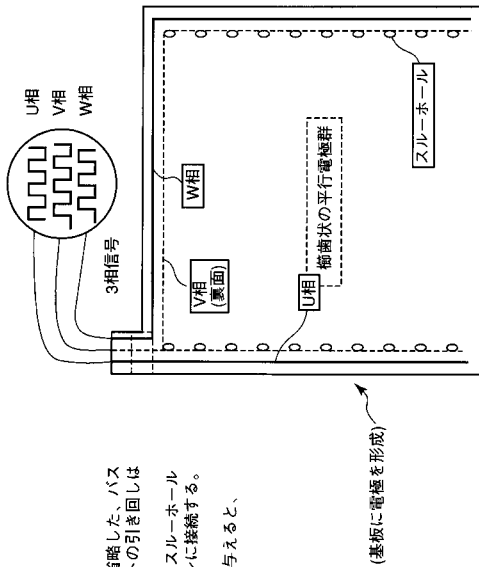 省略した、バス
の引き回しは
スルーホール
ンに接続する。
与えると、
(基板に電極を形成)
3相信号
U相
V相
W相
V相
(裏面)
W相
U相
櫛歯状の平行電極群
スルーホール